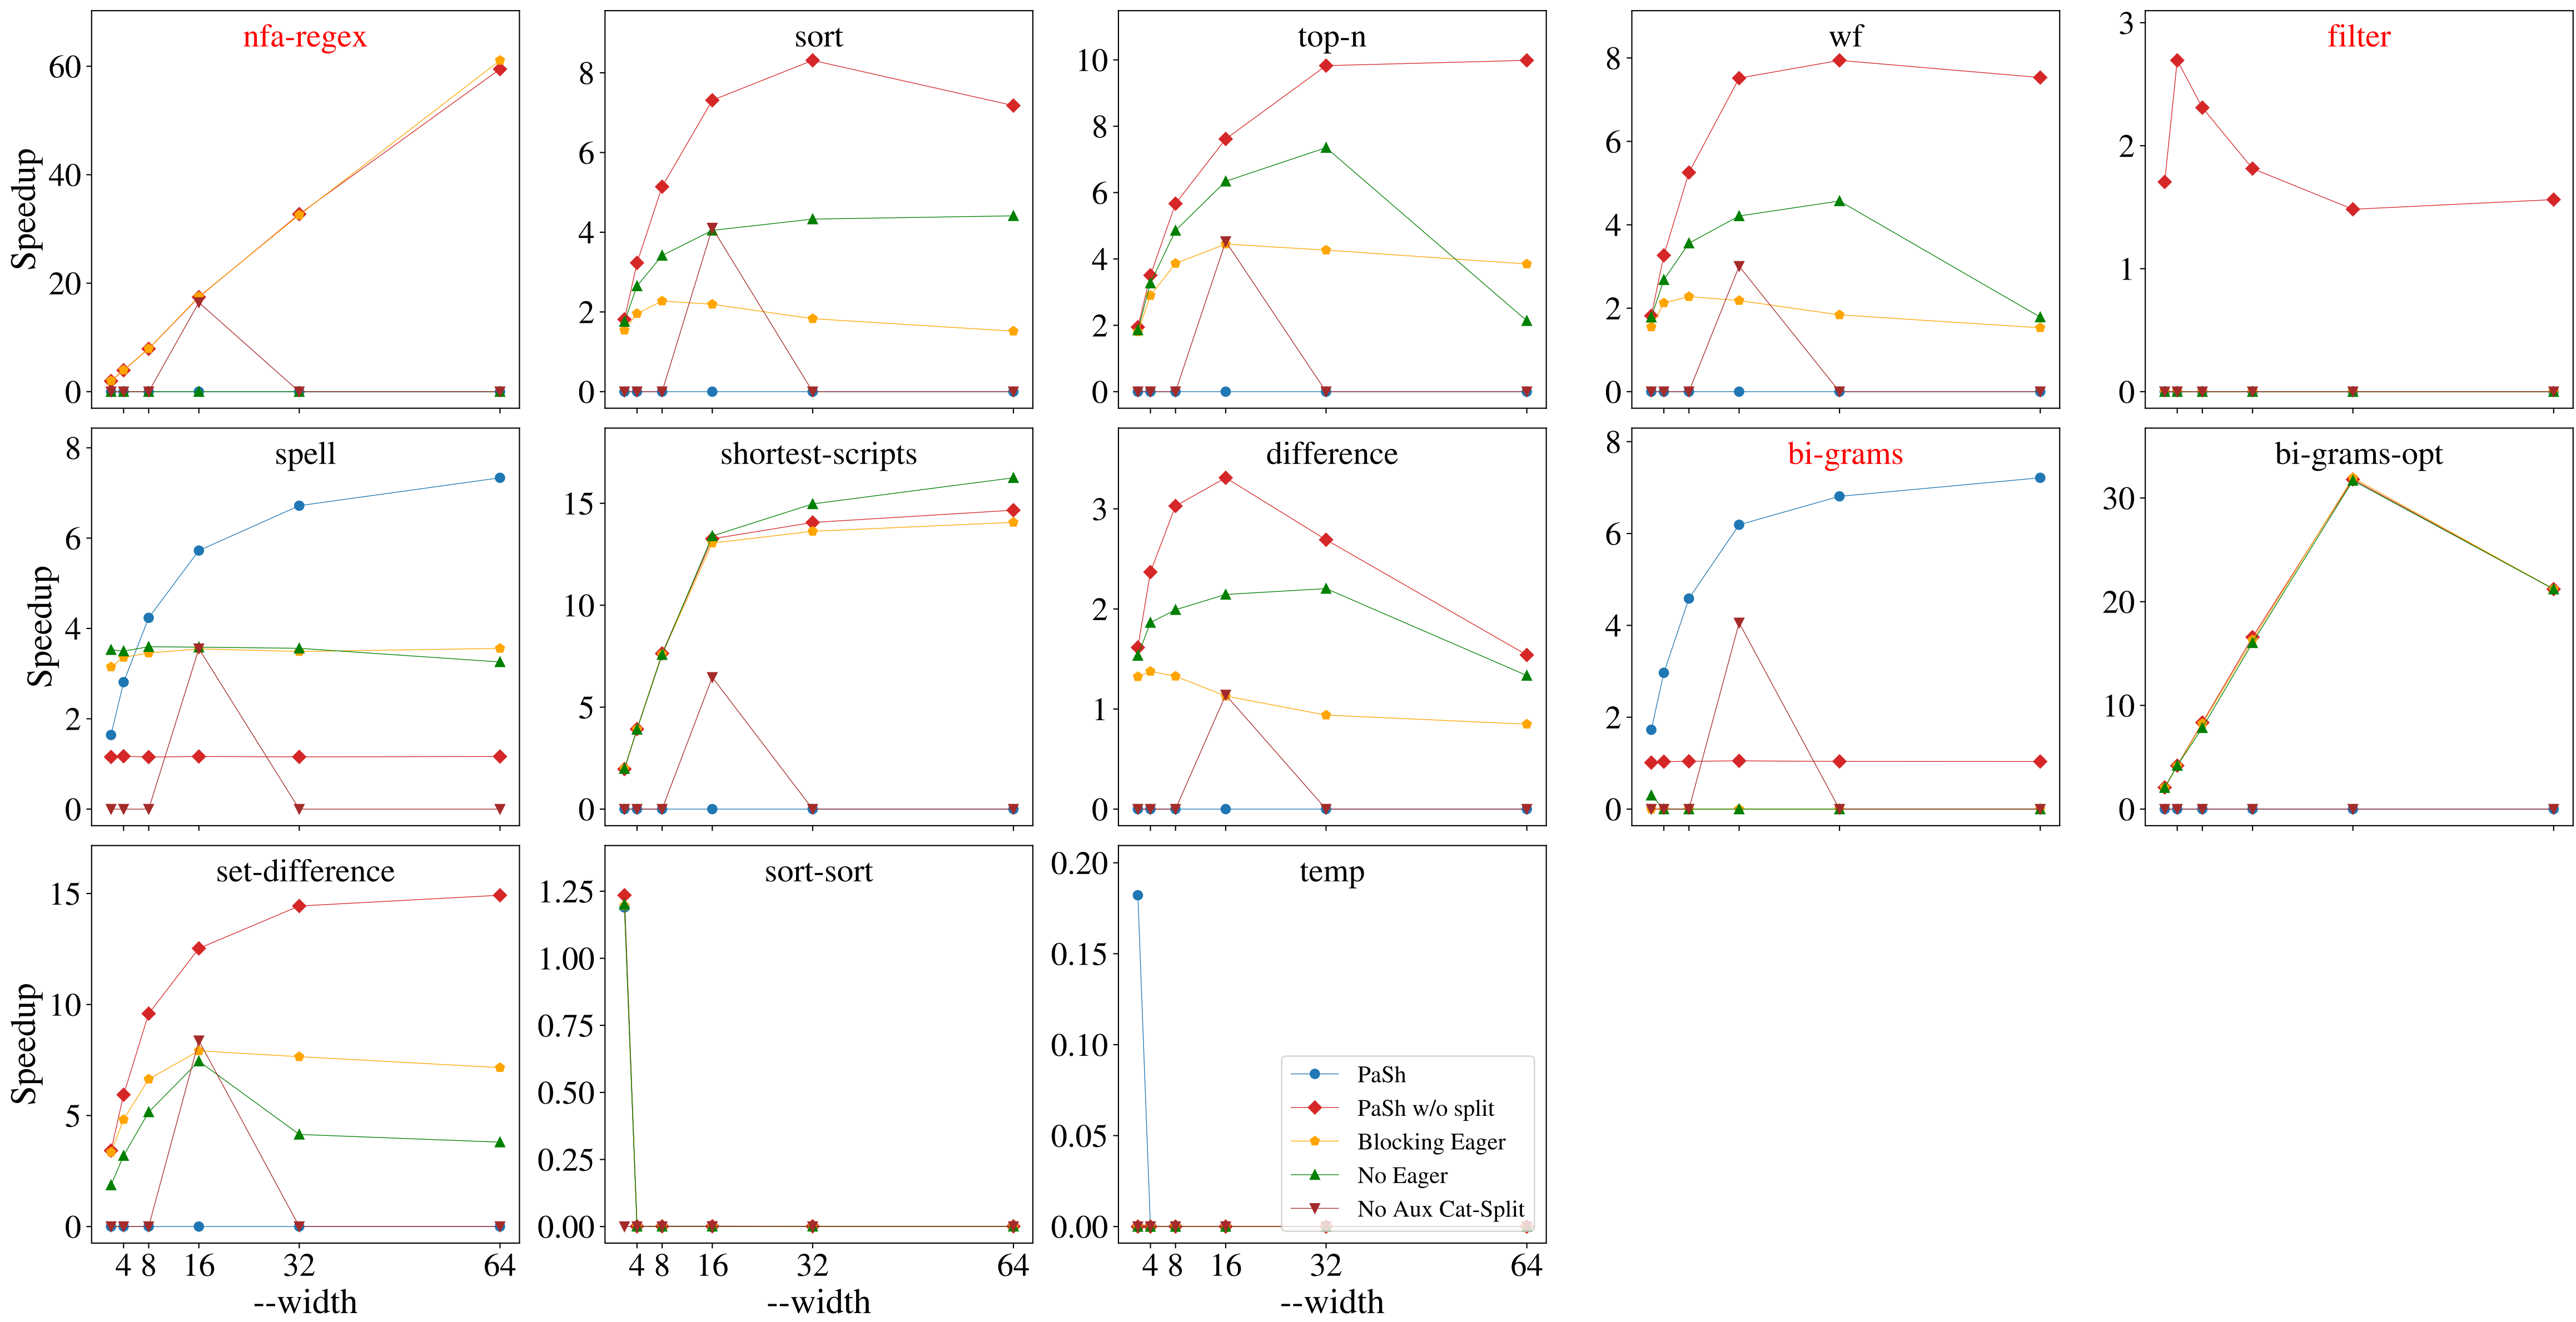 nfa-regex
Speedup
60
40
20
0
sort
8
6
4
2
0
top-n
10
8
6
4
2
0
wf
8
6
4
2
0
filter
3
2
1
0
spell
Speedup
8
6
4
2
0
shortest-scripts
15
10
5
0
difference
3
2
1
0
bi-grams
8
6
4
2
0
bi-grams-opt
30
20
10
0
set-difference
Speedup
15
10
5
0
4 8 16 32 64
--width
sort-sort
1.25
1.00
0.75
0.50
0.25
0.00
4 8 16 32 64
--width
temp
0.20
0.15
0.10
0.05
0.00
PaSh
PaSh w/o split
Blocking Eager
No Eager
No Aux Cat-Split
4 8 16 32 64
--width